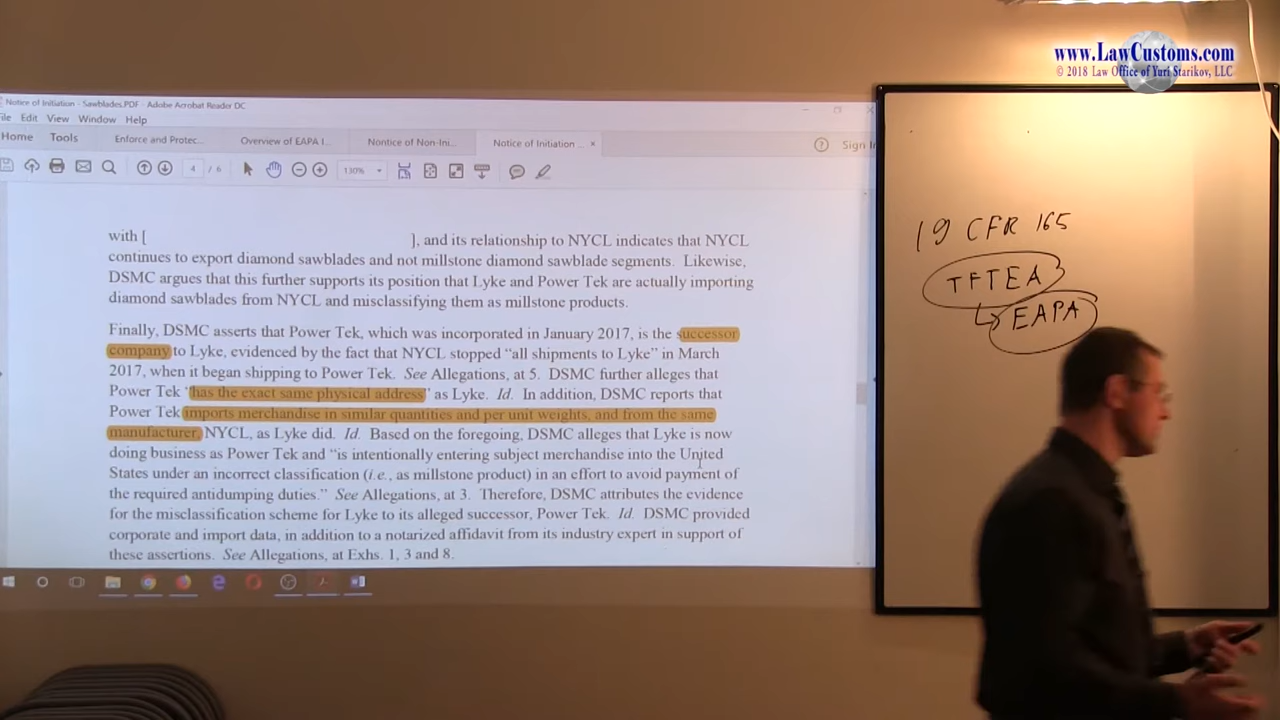 www.LawCustoms.com
© 2018 Law Office of Yuri Starikov, LLC
Notice of Initiation - Sawblades.PDF - Adobe Acrobat Reader DC
ile Edit View Window Help
Home Tools Enforce and Protec... Overview of EAPA I... Nontice of Non-Ini... Notice of Initiation ... × ? Sign In
4 / 6 130%
with [ ], and its relationship to NYCL indicates that NYCL
continues to export diamond sawblades and not millstone diamond sawblade segments. Likewise,
DSMC argues that this further supports its position that Lyke and Power Tek are actually importing
diamond sawblades from NYCL and misclassifying them as millstone products.
Finally, DSMC asserts that Power Tek, which was incorporated in January 2017, is the successor
company to Lyke, evidenced by the fact that NYCL stopped “all shipments to Lyke” in March
2017, when it began shipping to Power Tek. See Allegations, at 5. DSMC further alleges that
Power Tek “has the exact same physical address” as Lyke. Id. In addition, DSMC reports that
Power Tek imports merchandise in similar quantities and per unit weights, and from the same
manufacturer, NYCL, as Lyke did. Id. Based on the foregoing, DSMC alleges that Lyke is now
doing business as Power Tek and “is intentionally entering subject merchandise into the United
States under an incorrect classification (i.e., as millstone product) in an effort to avoid payment of
the required antidumping duties.” See Allegations, at 3. Therefore, DSMC attributes the evidence
for the misclassification scheme for Lyke to its alleged successor, Power Tek. Id. DSMC provided
corporate and import data, in addition to a notarized affidavit from its industry expert in support of
these assertions. See Allegations, at Exhs. 1, 3 and 8.
19 CFR 165
TFTEA
EAPA